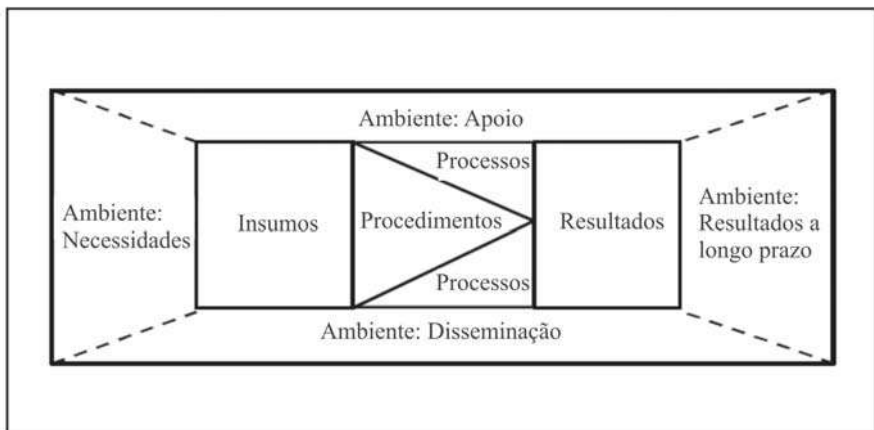 Ambiente: Apoio
Processos
Ambiente:
Necessidades
Insumos
Procedimentos
Resultados
Ambiente:
Resultados a
longo prazo
Processos
Ambiente: Disseminação